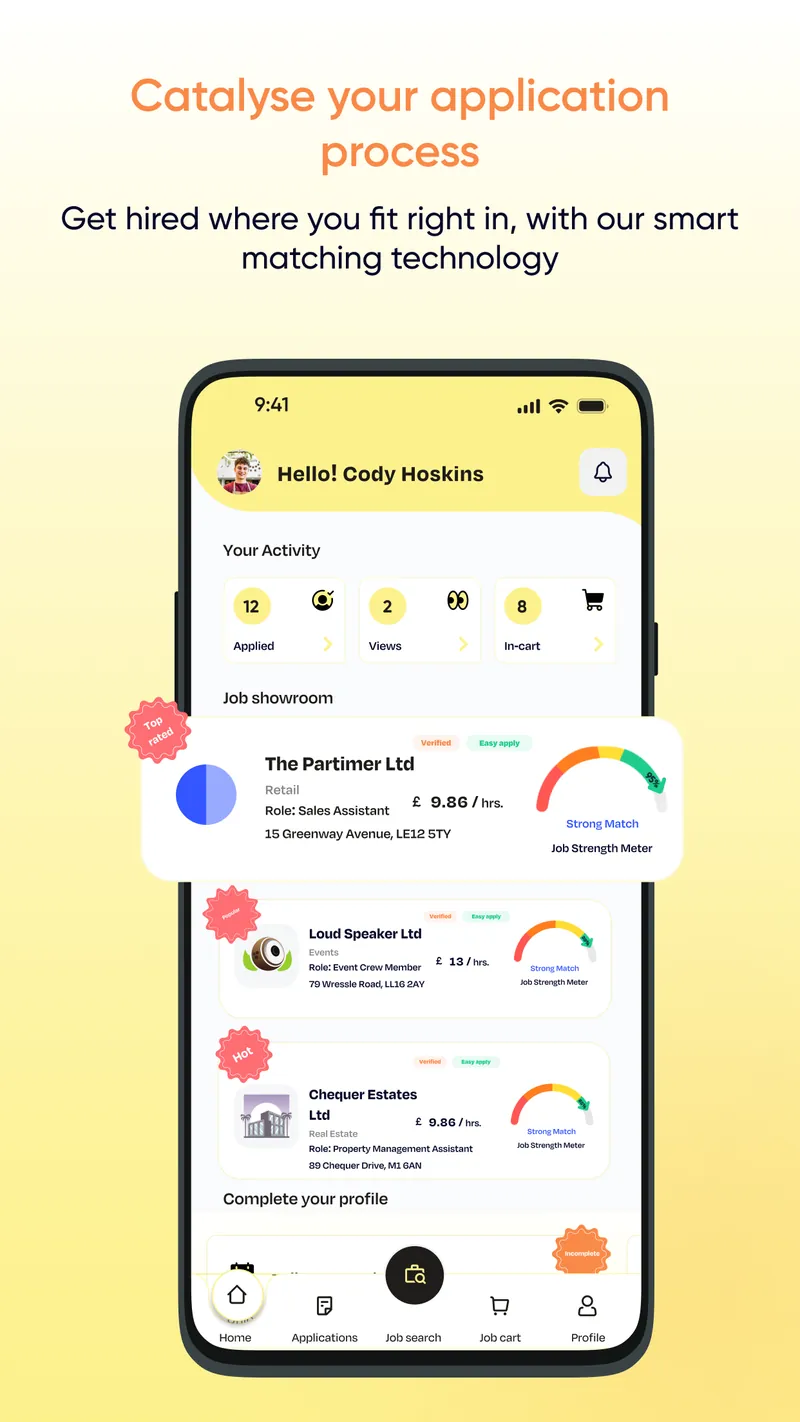 Catalyse your application
process
Get hired where you fit right in, with our smart
matching technology
9:41
Hello! Cody Hoskins
Your Activity
12
2
8
Applied
Views
In-cart
Job showroom
Top
rated
Verified
Easy apply
The Partimer Ltd
Retail
Role: Sales Assistant
£ 9.86 / hrs.
15 Greenway Avenue, LE12 5TY
95%
Strong Match
Job Strength Meter
Popular
Verified
Easy apply
Loud Speaker Ltd
Events
Role: Event Crew Member
£ 13 / hrs.
79 Wressle Road, LL16 2AY
Strong Match
Job Strength Meter
Hot
Verified
Easy apply
Chequer Estates
Ltd
Real Estate
£ 9.86 / hrs.
Role: Property Management Assistant
89 Chequer Drive, M1 6AN
Strong Match
Job Strength Meter
Complete your profile
Incomplete
Home
Applications
Job search
Job cart
Profile